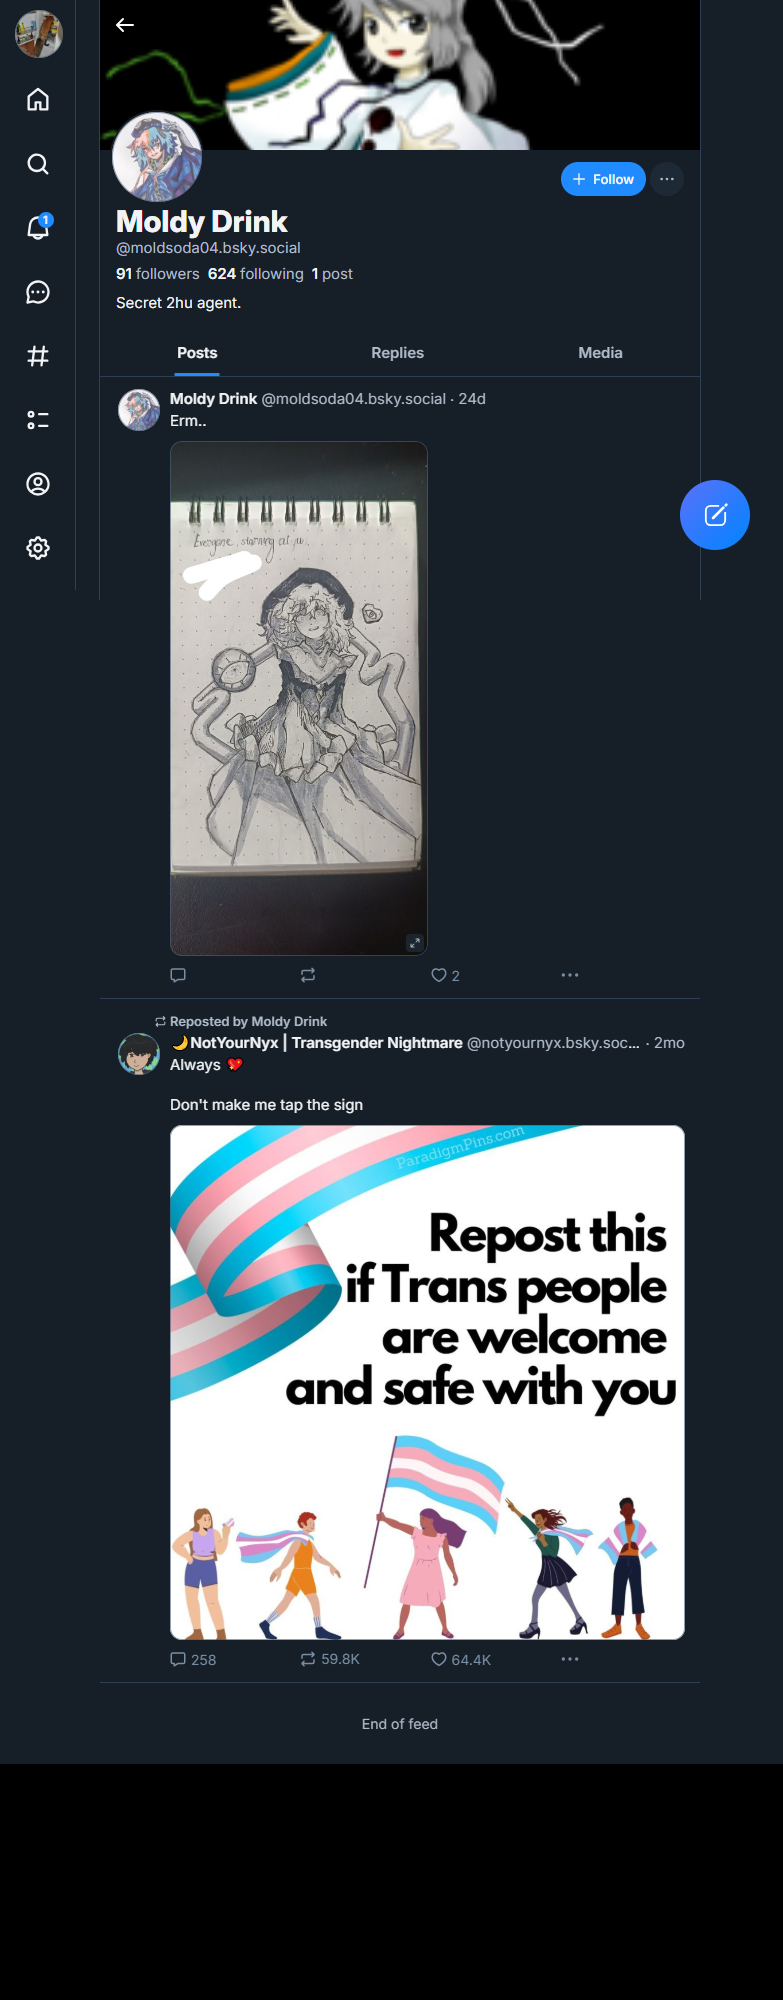 1
Follow
Moldy Drink
@moldsoda04.bsky.social
91 followers 624 following 1 post
Secret 2hu agent.
Posts Replies Media
Moldy Drink @moldsoda04.bsky.social · 24d
Erm..
Everyone starring at
2
Reposted by Moldy Drink
🌙NotYourNyx | Transgender Nightmare @notyournyx.bsky.soc... · 2mo
Always 💖
Don't make me tap the sign
ParadigmPins.com
Repost this
if Trans people
are welcome
and safe with you
258 59.8K 64.4K
End of feed